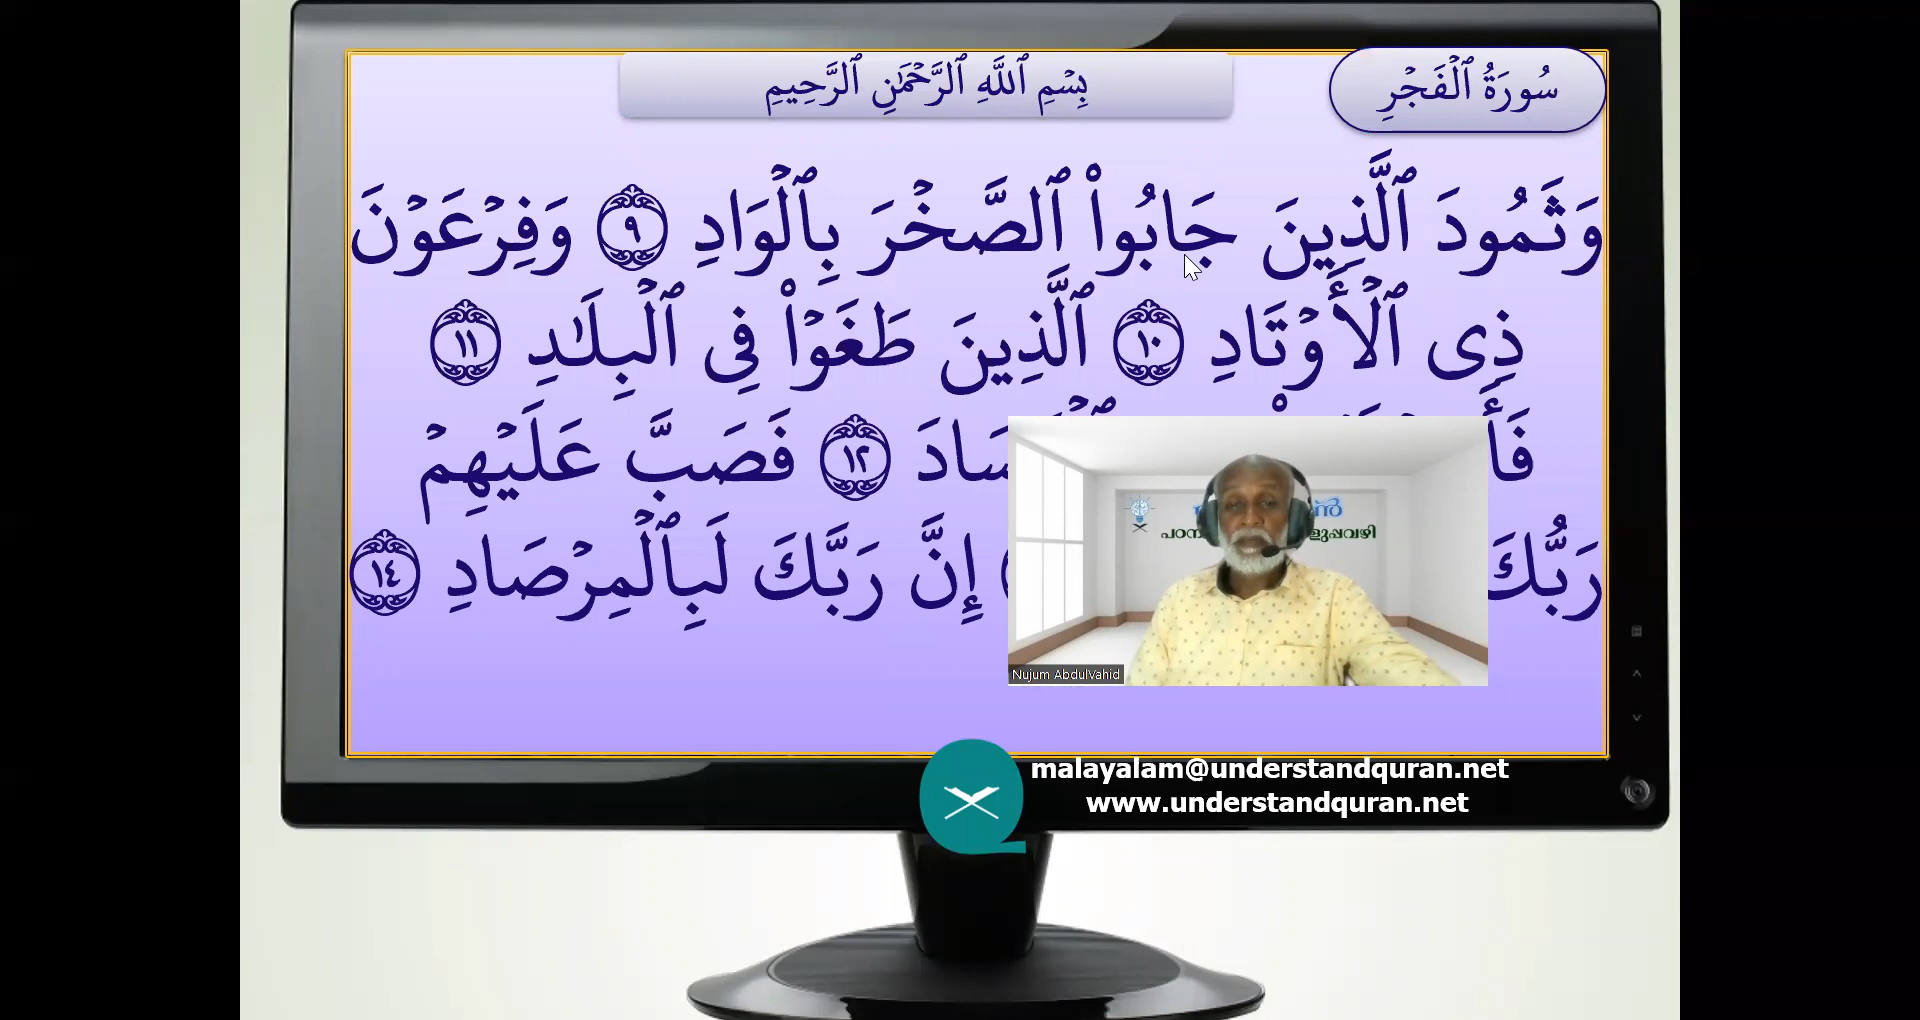 سُورَةُ ٱلْفَجْرِ
بِسْمِ ٱللَّهِ ٱلرَّحْمَٰنِ ٱلرَّحِيمِ
وَثَمُودَ ٱلَّذِينَ جَابُوا۟ ٱلصَّخْرَ بِٱلْوَادِ ۝٩ وَفِرْعَوْنَ
ذِى ٱلْأَوْتَادِ ۝١٠ ٱلَّذِينَ طَغَوْا۟ فِى ٱلْبِلَٰدِ ۝١١
۝١٢ فَصَبَّ عَلَيْهِمْ
رَبُّكَ إِنَّ رَبَّكَ لَبِٱلْمِرْصَادِ ۝١٤
Nujum AbdulVahid
malayalam@understandquran.net
www.understandquran.net